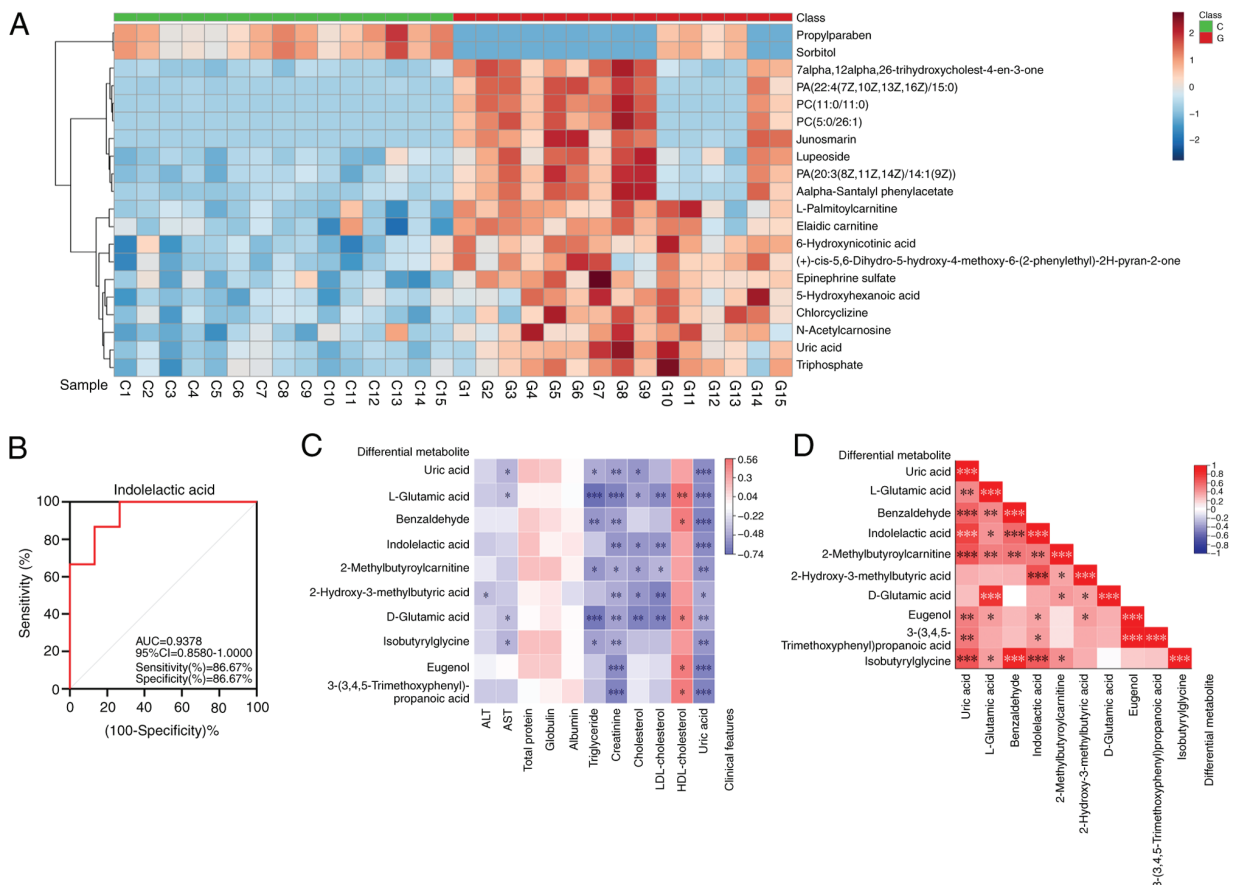 A
Class
Propylparaben
Sorbitol
7alpha,12alpha,26-trihydroxycholest-4-en-3-one
PA(22:4(7Z,10Z,13Z,16Z)/15:0)
PC(11:0/11:0)
PC(5:0/26:1)
Junosmarin
Lupeoside
PA(20:3(8Z,11Z,14Z)/14:1(9Z))
Aalpha-Santalyl phenylacetate
L-Palmitoylcarnitine
Elaidic carnitine
6-Hydroxynicotinic acid
(+)-cis-5,6-Dihydro-5-hydroxy-4-methoxy-6-(2-phenylethyl)-2H-pyran-2-one
Epinephrine sulfate
5-Hydroxyhexanoic acid
Chlorcyclizine
N-Acetylcarnosine
Uric acid
Triphosphate
2
1
0
−1
−2
Class
C
G
Sample C1 C2 C3 C4 C5 C6 C7 C8 C9 C10 C11 C12 C13 C14 C15 G1 G2 G3 G4 G5 G6 G7 G8 G9 G10 G11 G12 G13 G14 G15
B
Indolelactic acid
Sensitivity (%)
100
80
60
40
20
0
AUC=0.9378
95%CI=0.8580-1.0000
Sensitivity(%)=86.67%
Specificity(%)=86.67%
0 20 40 60 80 100
(100-Specificity)%
C
Differential metabolite
Uric acid * * ** * ***
L-Glutamic acid * *** *** * ** ** ***
Benzaldehyde ** ** * ***
Indolelactic acid ** * ** ***
2-Methylbutyroylcarnitine * * * * **
2-Hydroxy-3-methylbutyric acid * ** * ** *
D-Glutamic acid * *** * ** ** * **
Isobutyrylglycine * * ** **
Eugenol *** * ***
3-(3,4,5-Trimethoxyphenyl)-
propanoic acid *** * ***
ALT
AST
Total protein
Globulin
Albumin
Triglyceride
Creatinine
Cholesterol
LDL-cholesterol
HDL-cholesterol
Uric acid
Clinical features
0.56
0.30
0.04
−0.22
−0.48
−0.74
D
Differential metabolite
Uric acid ***
L-Glutamic acid ** ***
Benzaldehyde *** ** ***
Indolelactic acid *** * *** ***
2-Methylbutyroylcarnitine *** ** ** ** ***
2-Hydroxy-3-methylbutyric acid *** * ***
D-Glutamic acid *** * * ***
Eugenol ** * * * ***
3-(3,4,5-
Trimethoxyphenyl)propanoic acid ** * *** ***
Isobutyrylglycine *** * *** *** * ***
Uric acid
L-Glutamic acid
Benzaldehyde
Indolelactic acid
2-Methylbutyroylcarnitine
2-Hydroxy-3-methylbutyric acid
D-Glutamic acid
Eugenol
3-(3,4,5-Trimethoxyphenyl)propanoic acid
Isobutyrylglycine
Differential metabolite
1
0.8
0.6
0.4
0.2
0
−0.2
−0.4
−0.6
−0.8
−1